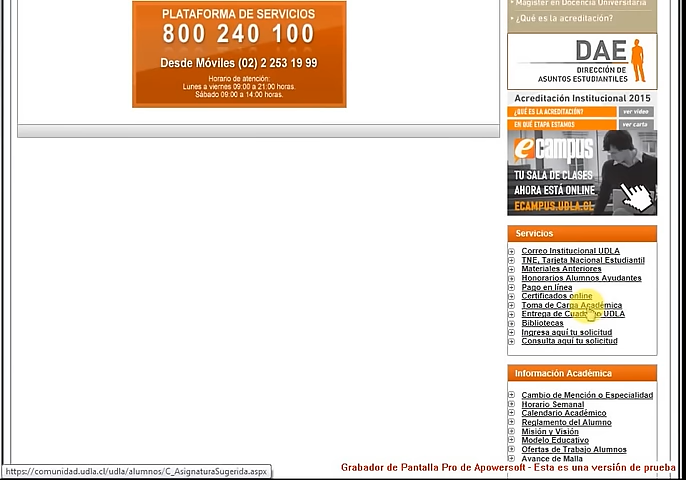 PLATAFORMA DE SERVICIOS
800 240 100
Desde Móviles (02) 2 253 19 99
Horario de atención:
Lunes a viernes 09:00 a 21:00 horas.
Sábado 09:00 a 14:00 horas.
Magíster en Docencia Universitaria
¿Qué es la acreditación?
DAE
DIRECCIÓN DE
ASUNTOS ESTUDIANTILES
Acreditación Institucional 2015
¿QUÉ ES LA ACREDITACIÓN?
ver video
EN QUÉ ETAPA ESTAMOS
ver carta
ecampus
TU SALA DE CLASES
AHORA ESTÁ ONLINE
ECAMPUS.UDLA.CL
Servicios
Correo Institucional UDLA
TNE, Tarjeta Nacional Estudiantil
Materiales Anteriores
Honorarios Alumnos Ayudantes
Pago en línea
Certificados online
Toma de Carga Académica
Entrega de UDLA
Bibliotecas
Ingresa aquí tu solicitud
Consulta aquí tu solicitud
Información Académica
Cambio de Mención o Especialidad
Horario Semanal
Calendario Académico
Reglamento del Alumno
Misión y Visión
Modelo Educativo
Ofertas de Trabajo Alumnos
Avance de Malla
https://comunidad.udla.cl/udla/alumnos/C_AsignaturaSugerida.aspx
Grabador de Pantalla Pro de Apowersoft - Esta es una versión de prueba